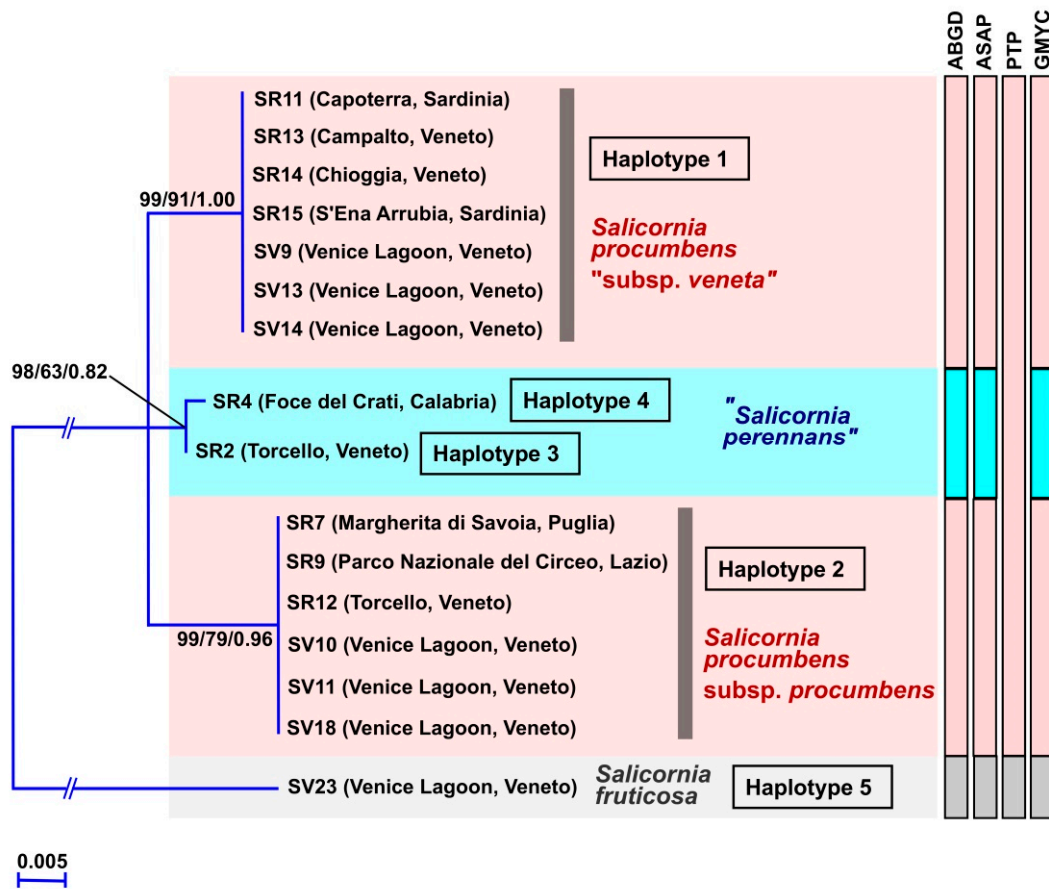 ABGD
ASAP
PTP
GMYC
SR11 (Capoterra, Sardinia)
SR13 (Campalto, Veneto)
Haplotype 1
SR14 (Chioggia, Veneto)
99/91/1.00
SR15 (S'Ena Arrubia, Sardinia)
Salicornia
procumbens
"subsp. veneta"
SV9 (Venice Lagoon, Veneto)
SV13 (Venice Lagoon, Veneto)
SV14 (Venice Lagoon, Veneto)
98/63/0.82
SR4 (Foce del Crati, Calabria)
Haplotype 4
"Salicornia
perennans"
SR2 (Torcello, Veneto)
Haplotype 3
SR7 (Margherita di Savoia, Puglia)
SR9 (Parco Nazionale del Circeo, Lazio)
Haplotype 2
SR12 (Torcello, Veneto)
99/79/0.96
SV10 (Venice Lagoon, Veneto)
Salicornia
procumbens
subsp. procumbens
SV11 (Venice Lagoon, Veneto)
SV18 (Venice Lagoon, Veneto)
SV23 (Venice Lagoon, Veneto)
Salicornia
fruticosa
Haplotype 5
0.005